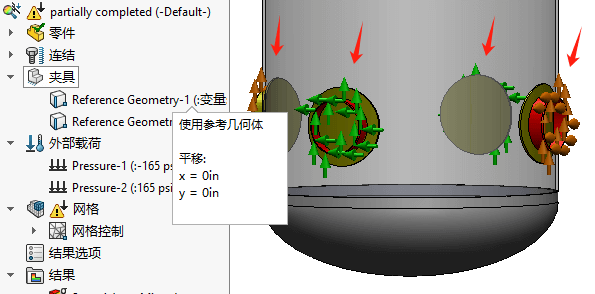 partially completed (-Default-)
零件
连结
夹具
Reference Geometry-1 (:变量
Reference Geome
使用参考几何体
平移:
x = 0in
y = 0in
外部载荷
Pressure-1 (:-165 psi
Pressure-2 (:165 psi
网格
网格控制
结果选项
结果